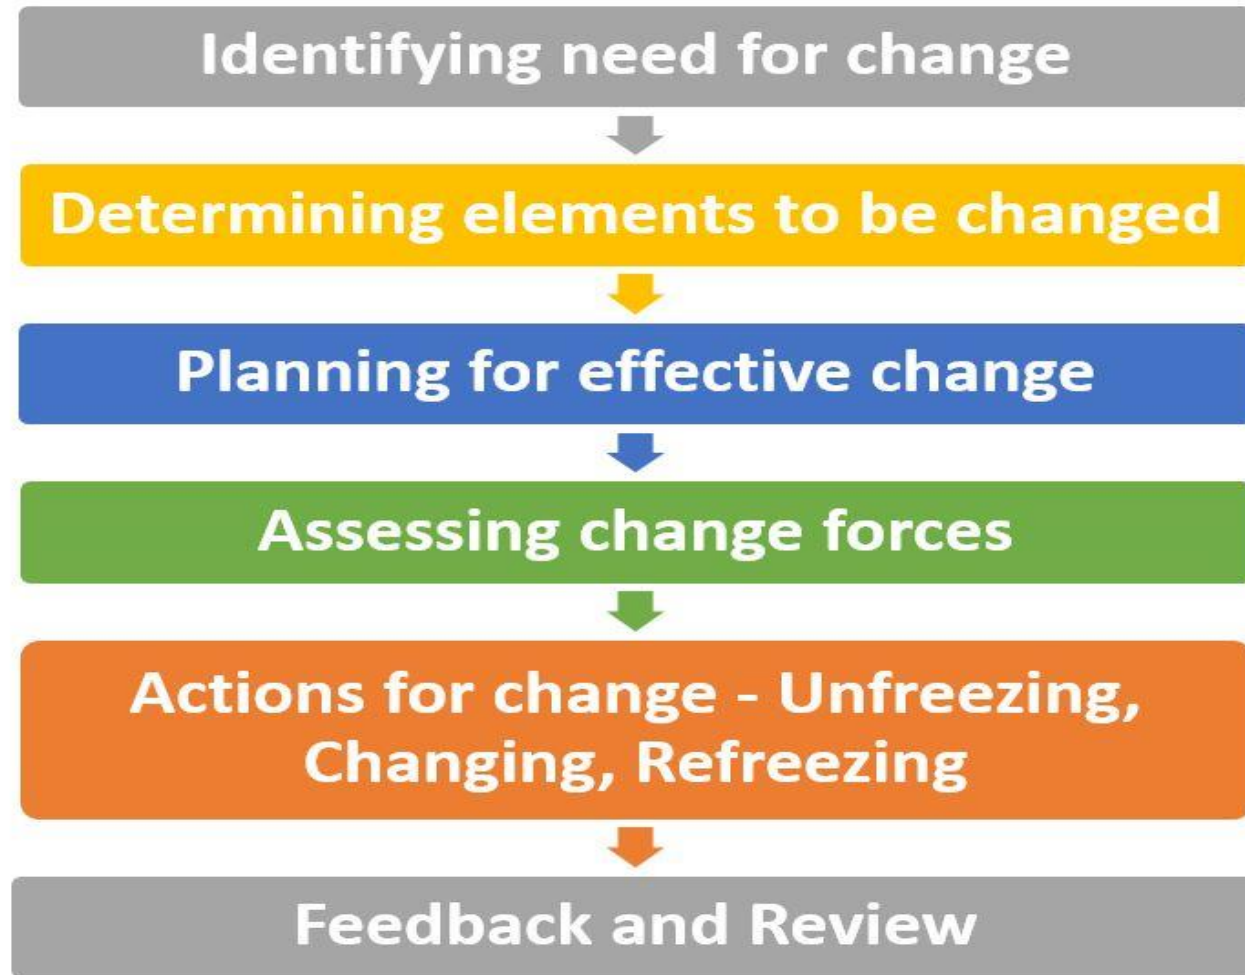 Identifying need for change
Determining elements to be changed
Planning for effective change
Assessing change forces
Actions for change - Unfreezing,
Changing, Refreezing
Feedback and Review